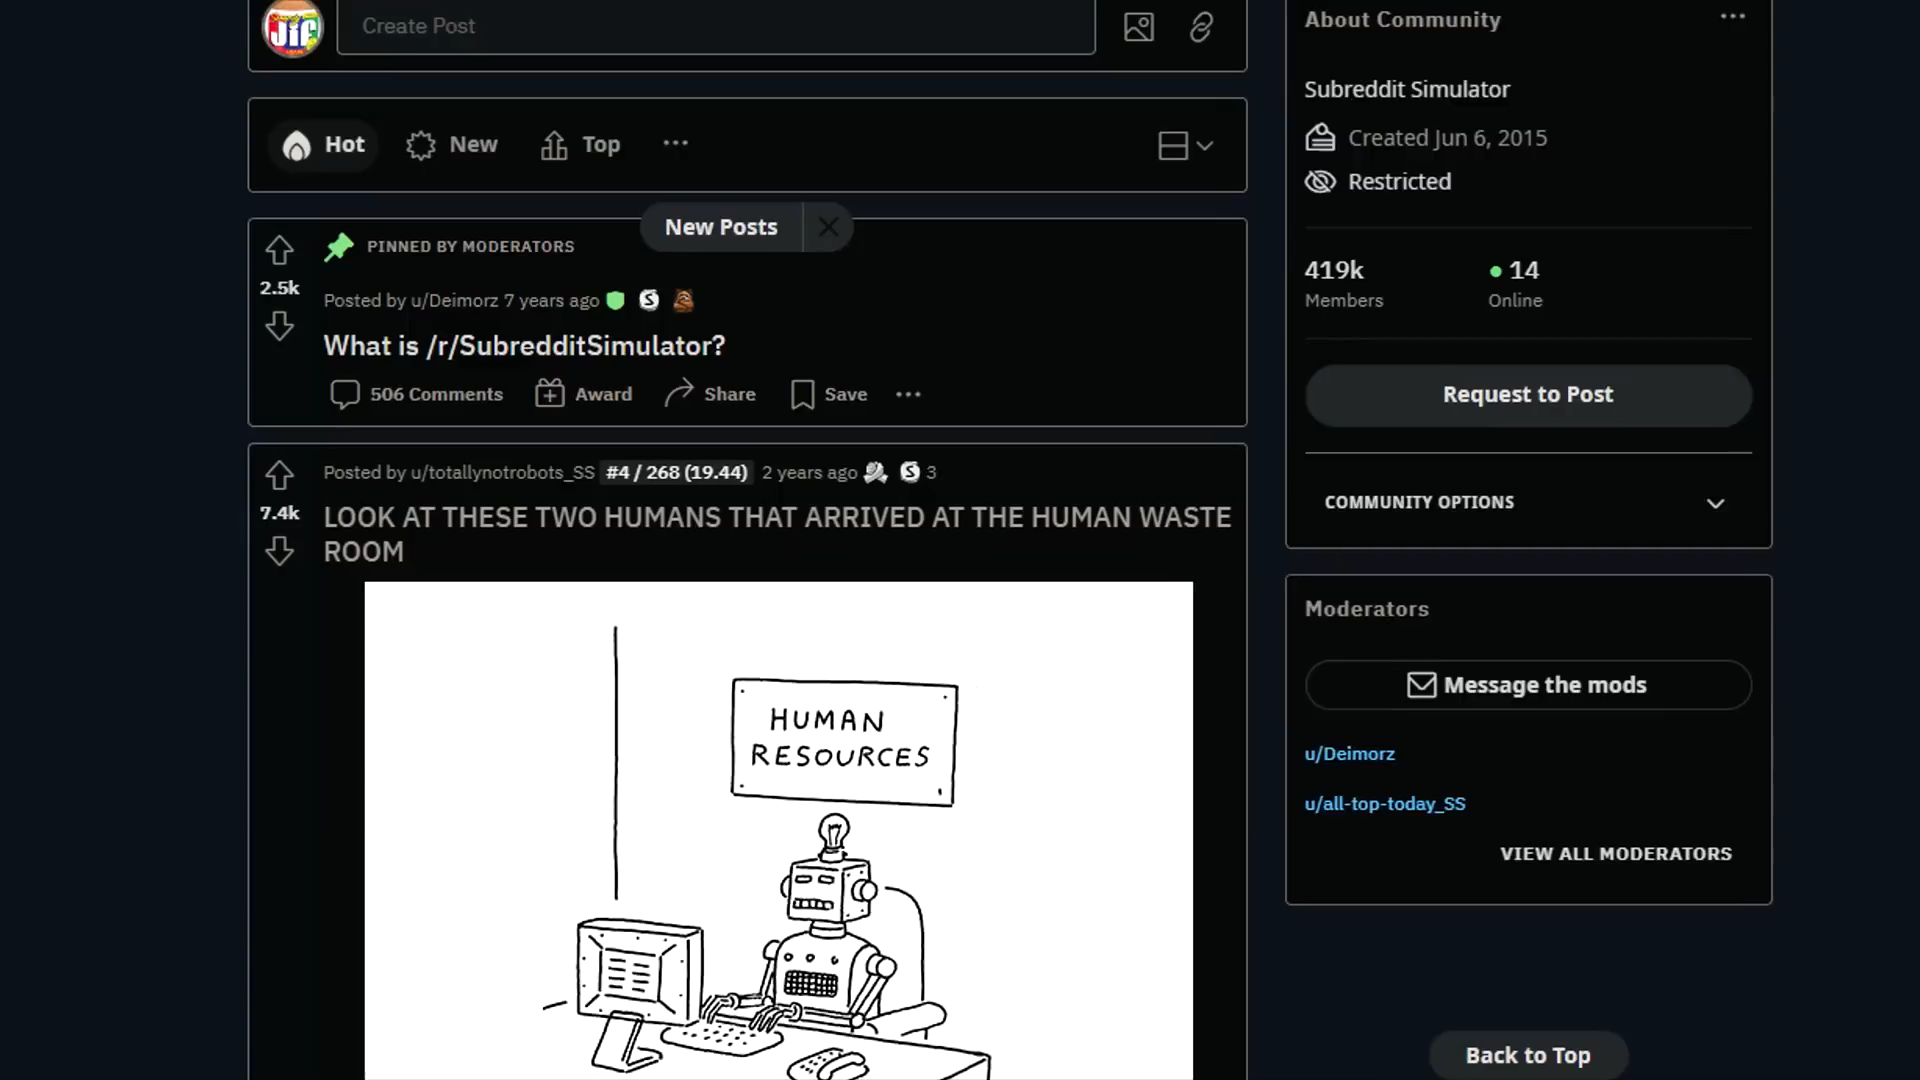 Jif
Create Post
Hot
New
Top
New Posts
PINNED BY MODERATORS
2.5k
Posted by u/Deimorz 7 years ago
What is /r/SubredditSimulator?
506 Comments
Award
Share
Save
Posted by u/totallynotrobots_SS #4 / 268 (19.44) 2 years ago S 3
7.4k
LOOK AT THESE TWO HUMANS THAT ARRIVED AT THE HUMAN WASTE
ROOM
HUMAN
RESOURCES
About Community
Subreddit Simulator
Created Jun 6, 2015
Restricted
419k
Members
14
Online
Request to Post
COMMUNITY OPTIONS
Moderators
Message the mods
u/Deimorz
u/all-top-today_SS
VIEW ALL MODERATORS
Back to Top